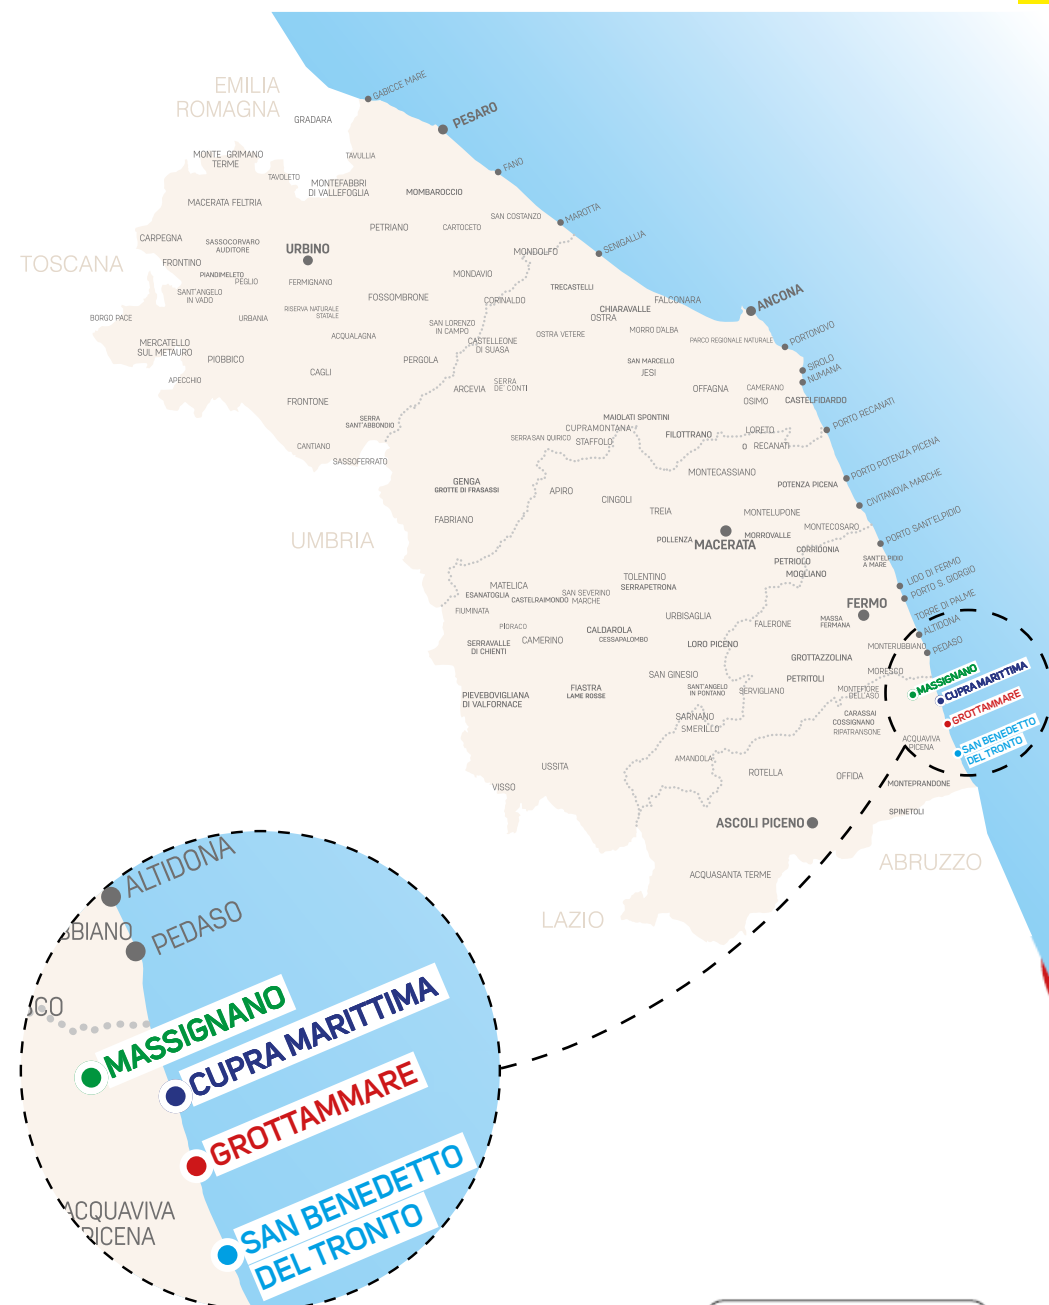 EMILIA
ROMAGNA
GABICCE MARE
GRADARA
PESARO
MONTE GRIMANO
TERME
TAVULLIA
FANO
TAVOLETO
MONTEFABBRI
DI VALLEFOGLIA
MOMBAROCCIO
MACERATA FELTRIA
SAN COSTANZO
MAROTTA
PETRIANO
CARTOCETO
CARPEGNA
SASSOCORVARO
AUDITORE
URBINO
MONDOLFO
SENIGALLIA
TOSCANA
FRONTINO
PIANDIMELETO
PEGLIO
FERMIGNANO
MONDAVIO
TRECASTELLI
SANT'ANGELO
IN VADO
FOSSOMBRONE
CORINALDO
CHIARAVALLE
FALCONARA
ANCONA
BORGO PACE
URBANIA
RISERVA NATURALE
STATALE
OSTRA
SAN LORENZO
IN CAMPO
MORRO D'ALBA
MERCATELLO
SUL METAURO
ACQUALAGNA
CASTELLEONE
DI SUASA
OSTRA VETERE
PARCO REGIONALE NATURALE
PORTONOVO
PIOBBICO
PERGOLA
SAN MARCELLO
JESI
SIROLO
NUMANA
APECCHIO
CAGLI
ARCEVIA
SERRA
DE' CONTI
OFFAGNA
CAMERANO
OSIMO
CASTELFIDARDO
FRONTONE
SERRA
SANT'ABBONDIO
MAIOLATI SPONTINI
CUPRAMONTANA
PORTO RECANATI
CANTIANO
SERRA SAN QUIRICO
STAFFOLO
FILOTTRANO
LORETO
RECANATI
SASSOFERRATO
MONTECASSIANO
PORTO POTENZA PICENA
GENGA
GROTTE DI FRASASSI
APIRO
CINGOLI
POTENZA PICENA
CIVITANOVA MARCHE
FABRIANO
TREIA
MONTELUPONE
MONTECOSARO
UMBRIA
POLLENZA
MACERATA
MORROVALLE
CORRIDONIA
PORTO SANT'ELPIDIO
PETRIOLO
MOGLIANO
SANT'ELPIDIO
A MARE
MATELICA
ESANATOGLIA
CASTELRAIMONDO
SAN SEVERINO
MARCHE
TOLENTINO
SERRAPETRONA
LIDO DI FERMO
PORTO S. GIORGIO
FIUMINATA
PIORACO
URBISAGLIA
FERMO
TORRE DI PALME
CALDAROLA
CESSAPALOMBO
FALERONE
MASSA
FERMANA
ALTIDONA
SERRAVALLE
DI CHIENTI
CAMERINO
LORO PICENO
MONTERUBBIANO
PEDASO
GROTTAZZOLINA
SAN GINESIO
PETRITOLI
MORESCO
MASSIGNANO
PIEVEBOVIGLIANA
DI VALFORNACE
FIASTRA
LAME ROSSE
SANT'ANGELO
IN PONTANO
SERVIGLIANO
MONTEFIORE
DELL'ASO
CUPRA MARITTIMA
SARNANO
SMERILLO
CARASSAI
COSSIGNANO
RIPATRANSONE
GROTTAMMARE
ACQUAVIVA
PICENA
SAN BENEDETTO
DEL TRONTO
USSITA
AMANDOLA
ROTELLA
OFFIDA
VISSO
MONTEPRANDONE
SPINETOLI
ASCOLI PICENO
ABRUZZO
ACQUASANTA TERME
LAZIO
ALTIDONA
BBIANO
PEDASO
CO
MASSIGNANO
CUPRA MARITTIMA
GROTTAMMARE
ACQUAVIVA
PICENA
SAN BENEDETTO
DEL TRONTO